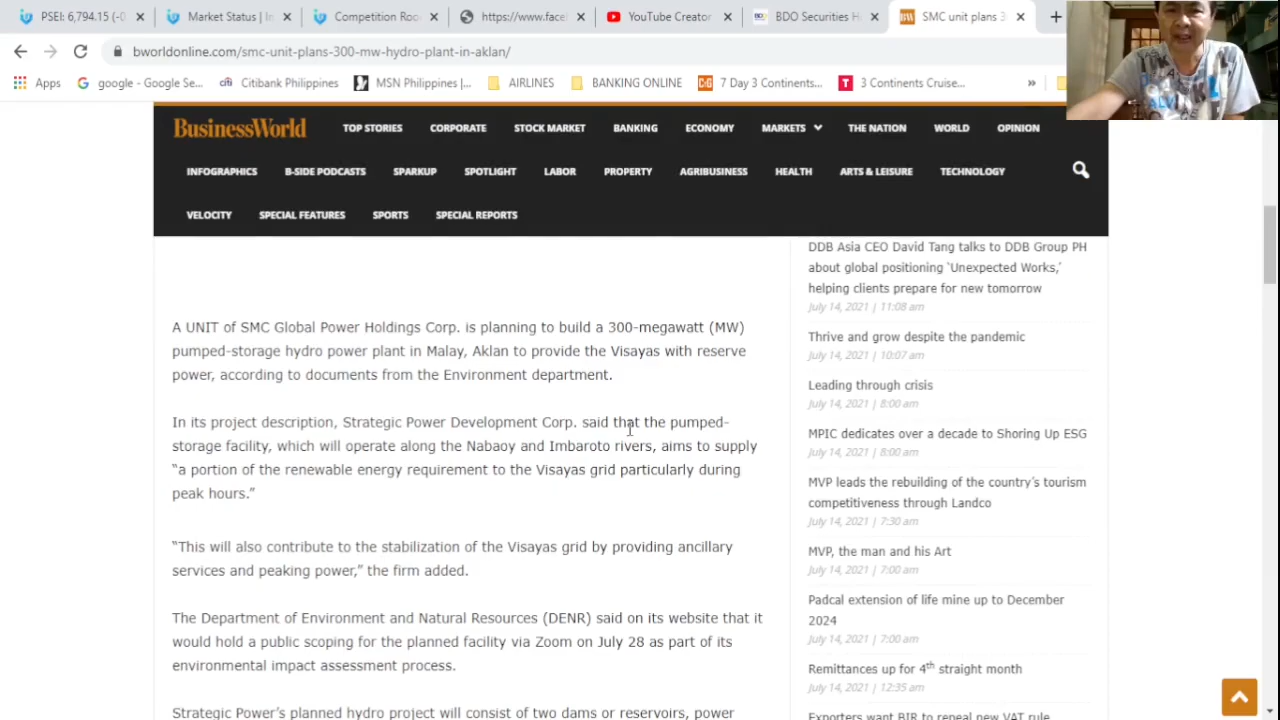 PSEI: 6,794.15 (-3
Market Status | In
Competition Roo
https://www.face
YouTube Creator
BDO Securities H
SMC unit plans 3
bworldonline.com/smc-unit-plans-300-mw-hydro-plant-in-aklan/
Apps
google - Google Se...
Citibank Philippines
MSN Philippines |...
AIRLINES
BANKING ONLINE
7 Day 3 Continents...
3 Continents Cruise...
»
BusinessWorld
TOP STORIES
CORPORATE
STOCK MARKET
BANKING
ECONOMY
MARKETS
THE NATION
WORLD
OPINION
INFOGRAPHICS
B-SIDE PODCASTS
SPARKUP
SPOTLIGHT
LABOR
PROPERTY
AGRIBUSINESS
HEALTH
ARTS & LEISURE
TECHNOLOGY
VELOCITY
SPECIAL FEATURES
SPORTS
SPECIAL REPORTS
A UNIT of SMC Global Power Holdings Corp. is planning to build a 300-megawatt (MW)
pumped-storage hydro power plant in Malay, Aklan to provide the Visayas with reserve
power, according to documents from the Environment department.
In its project description, Strategic Power Development Corp. said that the pumped-
storage facility, which will operate along the Nabaoy and Imbaroto rivers, aims to supply
“a portion of the renewable energy requirement to the Visayas grid particularly during
peak hours.”
“This will also contribute to the stabilization of the Visayas grid by providing ancillary
services and peaking power,” the firm added.
The Department of Environment and Natural Resources (DENR) said on its website that it
would hold a public scoping for the planned facility via Zoom on July 28 as part of its
environmental impact assessment process.
Strategic Power’s planned hydro project will consist of two dams or reservoirs, power
DDB Asia CEO David Tang talks to DDB Group PH
about global positioning ‘Unexpected Works,’
helping clients prepare for new tomorrow
July 14, 2021 | 11:08 am
Thrive and grow despite the pandemic
July 14, 2021 | 10:07 am
Leading through crisis
July 14, 2021 | 8:00 am
MPIC dedicates over a decade to Shoring Up ESG
July 14, 2021 | 8:00 am
MVP leads the rebuilding of the country’s tourism
competitiveness through Landco
July 14, 2021 | 7:30 am
MVP, the man and his Art
July 14, 2021 | 7:00 am
Padcal extension of life mine up to December
2024
July 14, 2021 | 7:00 am
Remittances up for 4th straight month
July 14, 2021 | 12:35 am
Exporters want BIR to repeal new VAT rule